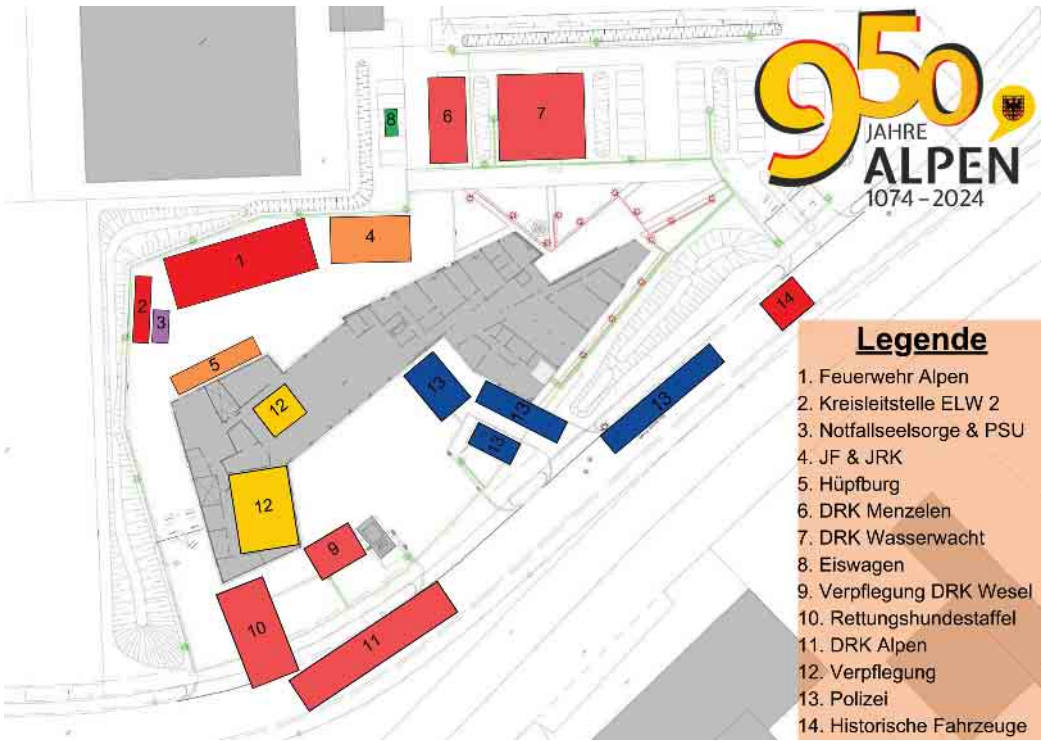 950
JAHRE
ALPEN
1074 – 2024
8
6
7
4
1
2
3
5
12
13
13
13
13
14
12
9
10
11
Legende
1. Feuerwehr Alpen
2. Kreisleitstelle ELW 2
3. Notfallseelsorge & PSU
4. JF & JRK
5. Hüpfburg
6. DRK Menzelen
7. DRK Wasserwacht
8. Eiswagen
9. Verpflegung DRK Wesel
10. Rettungshundestaffel
11. DRK Alpen
12. Verpflegung
13. Polizei
14. Historische Fahrzeuge